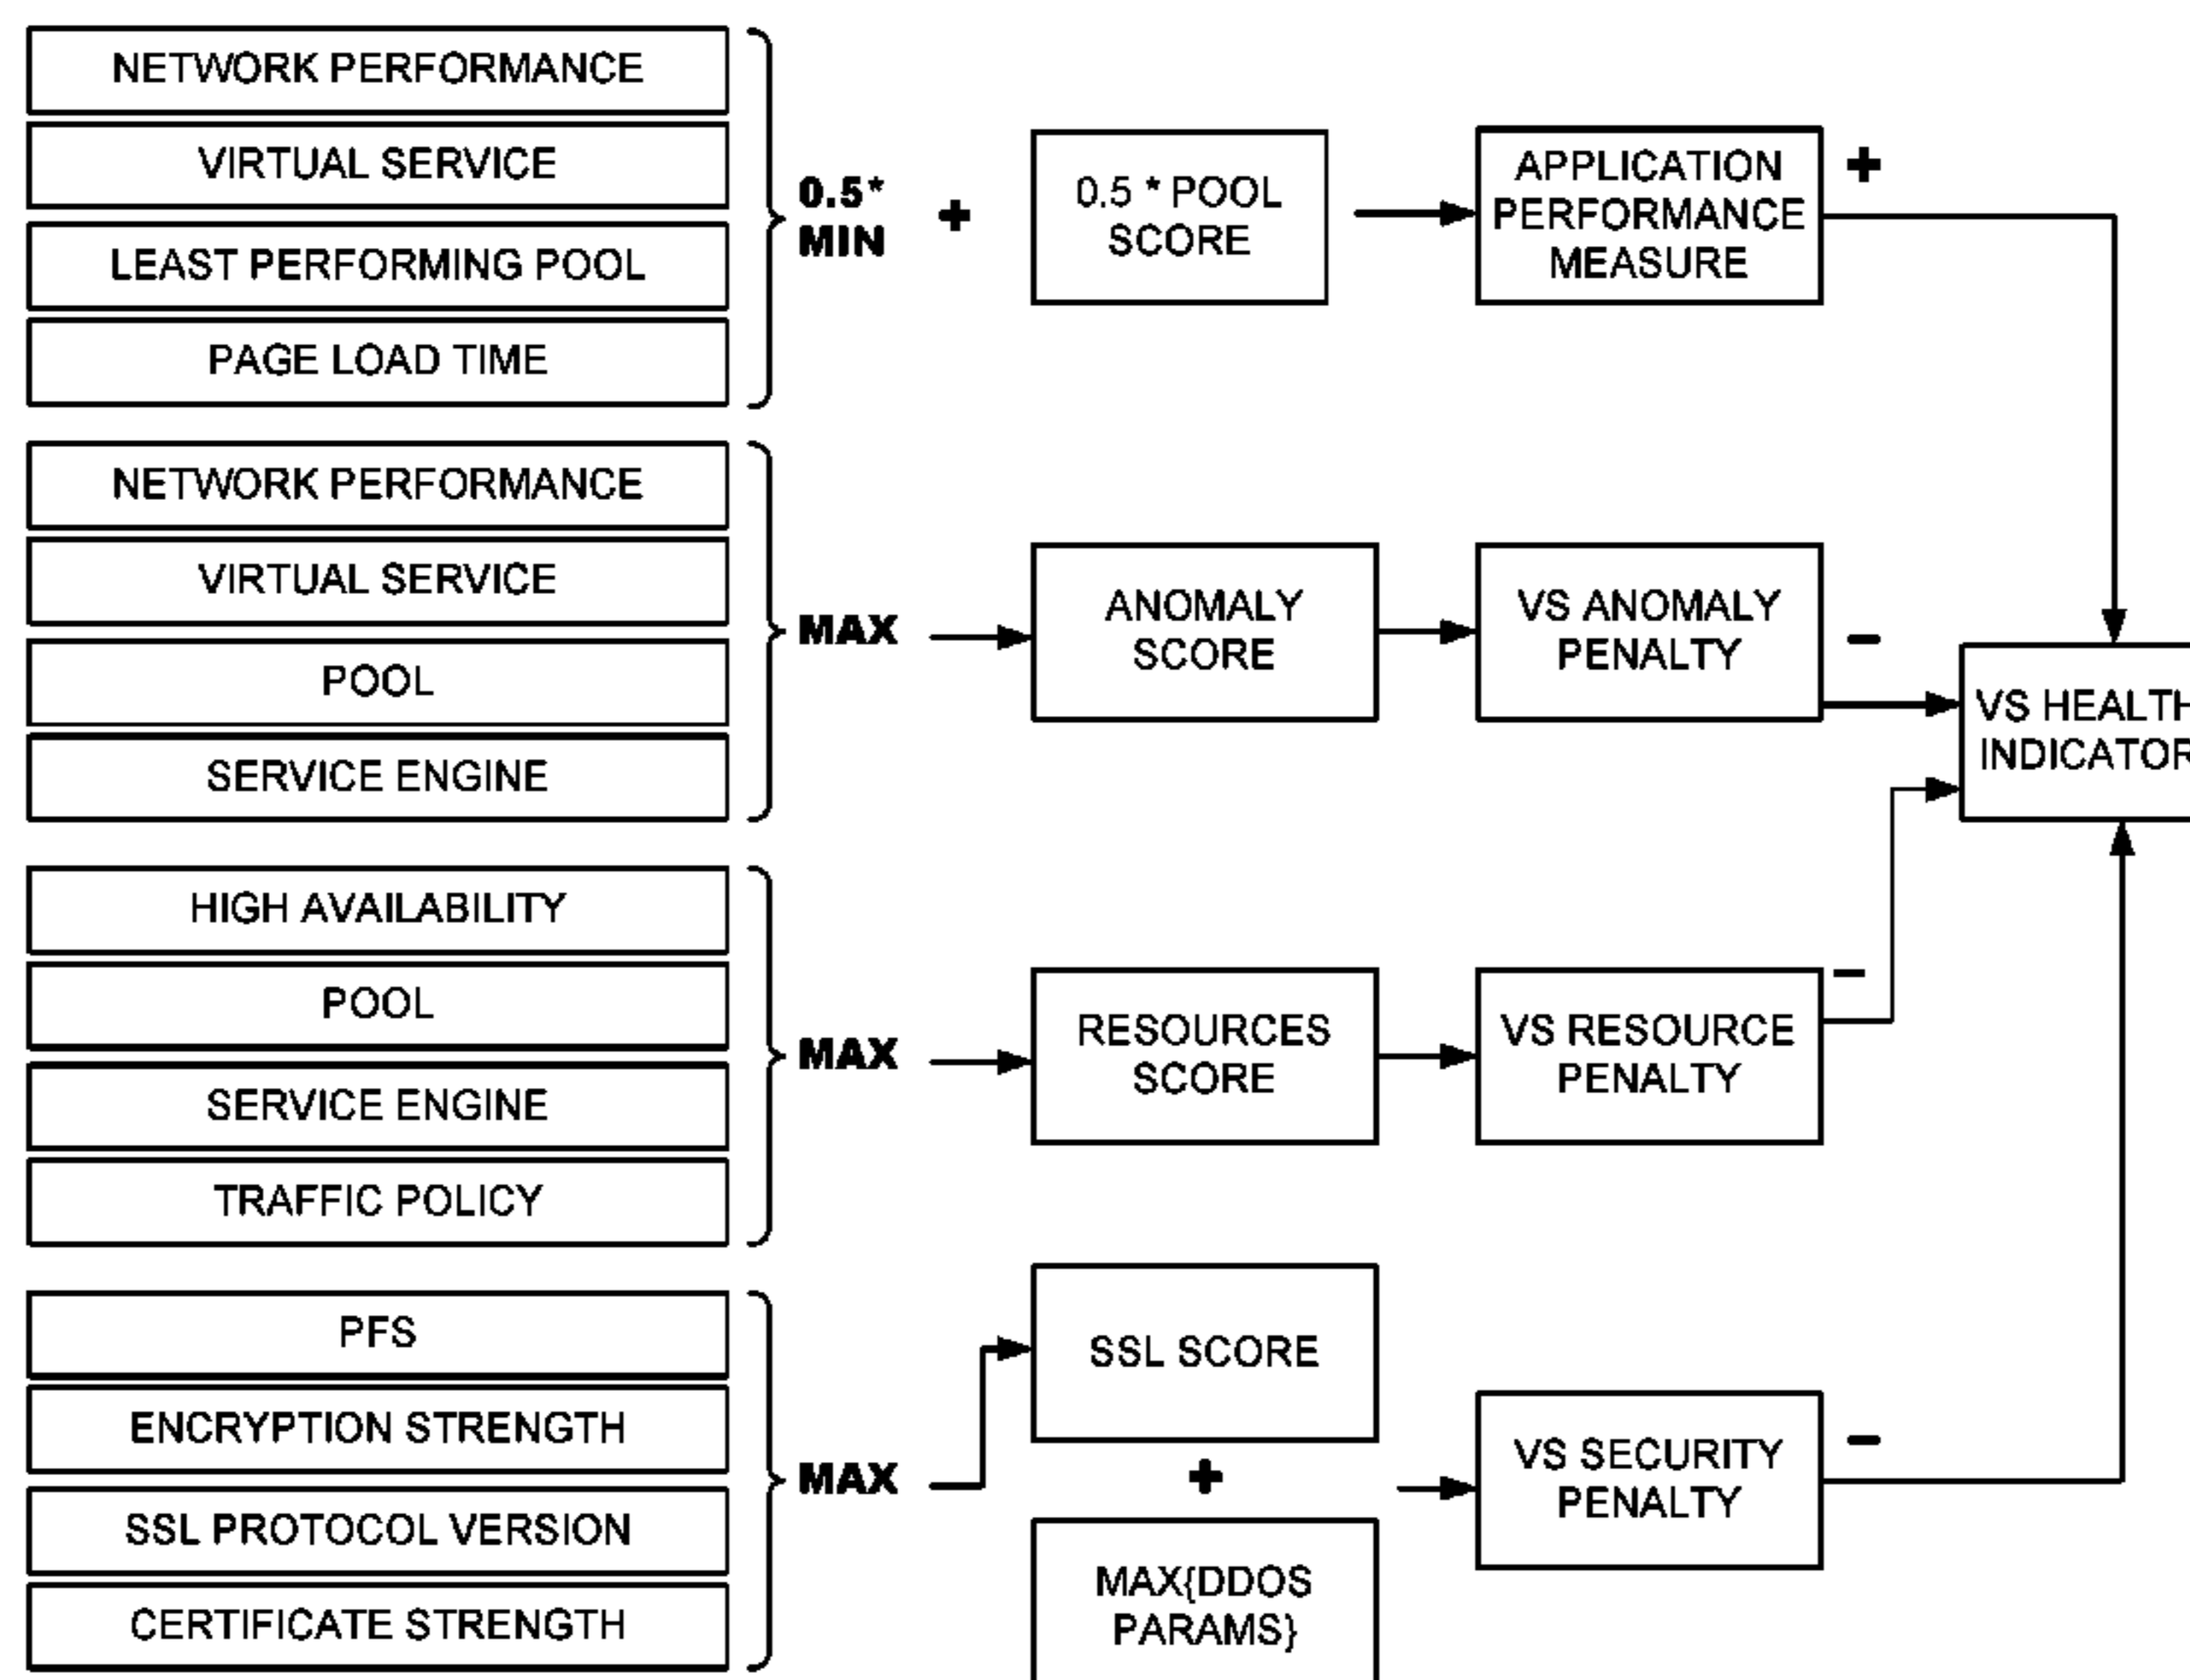 NETWORK PERFORMANCE
VIRTUAL SERVICE
LEAST PERFORMING POOL
PAGE LOAD TIME
0.5*
MIN
+
0.5 * POOL
SCORE
APPLICATION
PERFORMANCE
MEASURE
+
NETWORK PERFORMANCE
VIRTUAL SERVICE
POOL
SERVICE ENGINE
MAX
ANOMALY
SCORE
VS ANOMALY
PENALTY
−
VS HEALTH
INDICATOR
HIGH AVAILABILITY
POOL
SERVICE ENGINE
TRAFFIC POLICY
MAX
RESOURCES
SCORE
VS RESOURCE
PENALTY
−
PFS
ENCRYPTION STRENGTH
SSL PROTOCOL VERSION
CERTIFICATE STRENGTH
MAX
SSL SCORE
+
MAX{DDOS
PARAMS}
VS SECURITY
PENALTY
−